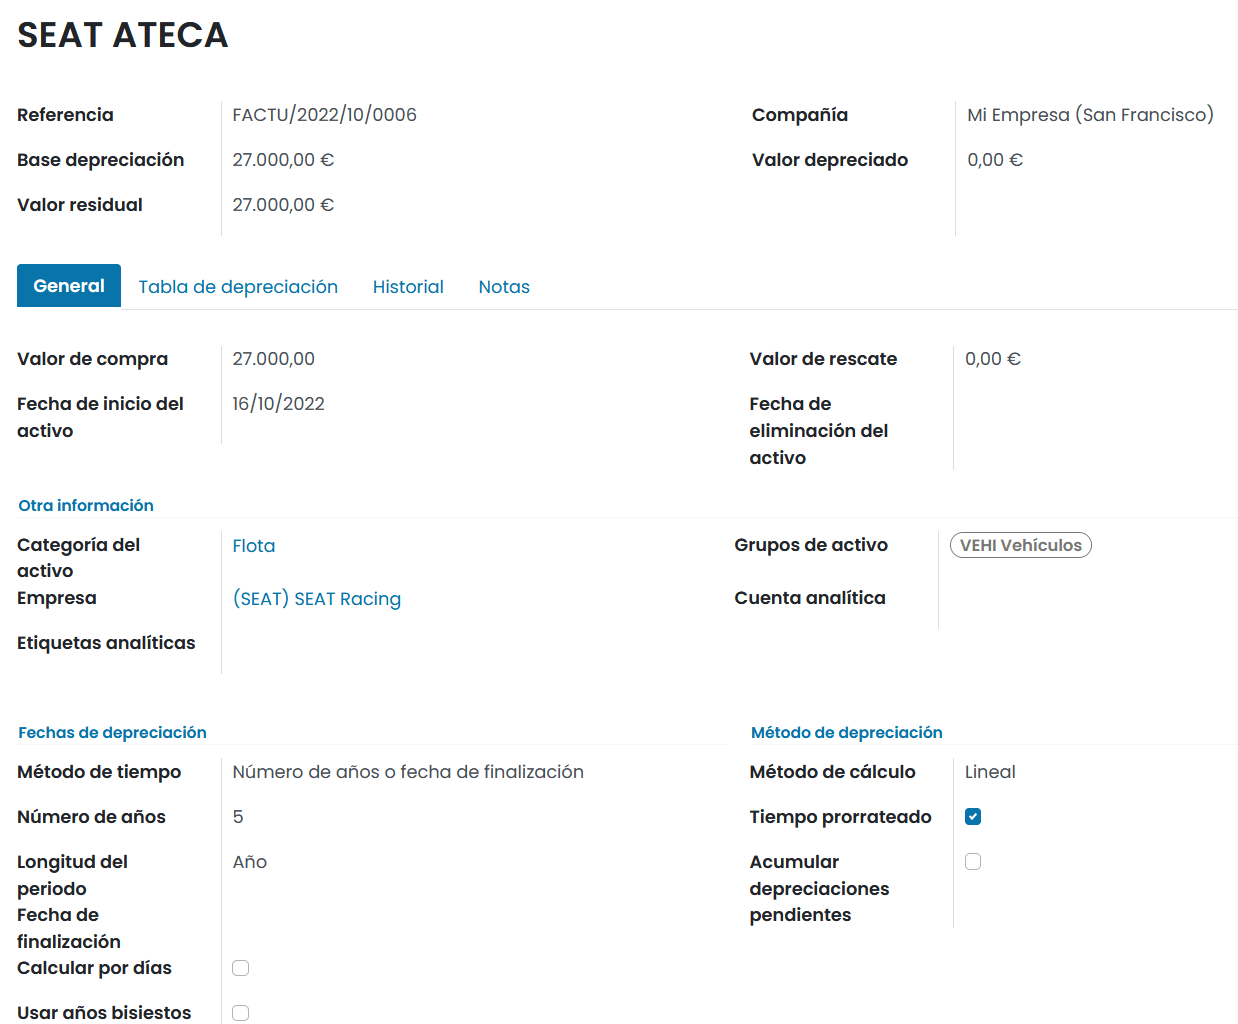 SEAT ATECA
Referencia FACTU/2022/10/0006 Compañía Mi Empresa (San Francisco)
Base depreciación 27.000,00 € Valor depreciado 0,00 €
Valor residual 27.000,00 €
General Tabla de depreciación Historial Notas
Valor de compra 27.000,00 Valor de rescate 0,00 €
Fecha de inicio del 16/10/2022 Fecha de
activo eliminación del
activo
Otra información
Categoría del Flota Grupos de activo VEHI Vehículos
activo
Empresa (SEAT) SEAT Racing Cuenta analítica
Etiquetas analíticas
Fechas de depreciación Método de depreciación
Método de tiempo Número de años o fecha de finalización Método de cálculo Lineal
Número de años 5 Tiempo prorrateado
Longitud del Año Acumular
periodo depreciaciones
Fecha de pendientes
finalización
Calcular por días
Usar años bisiestos